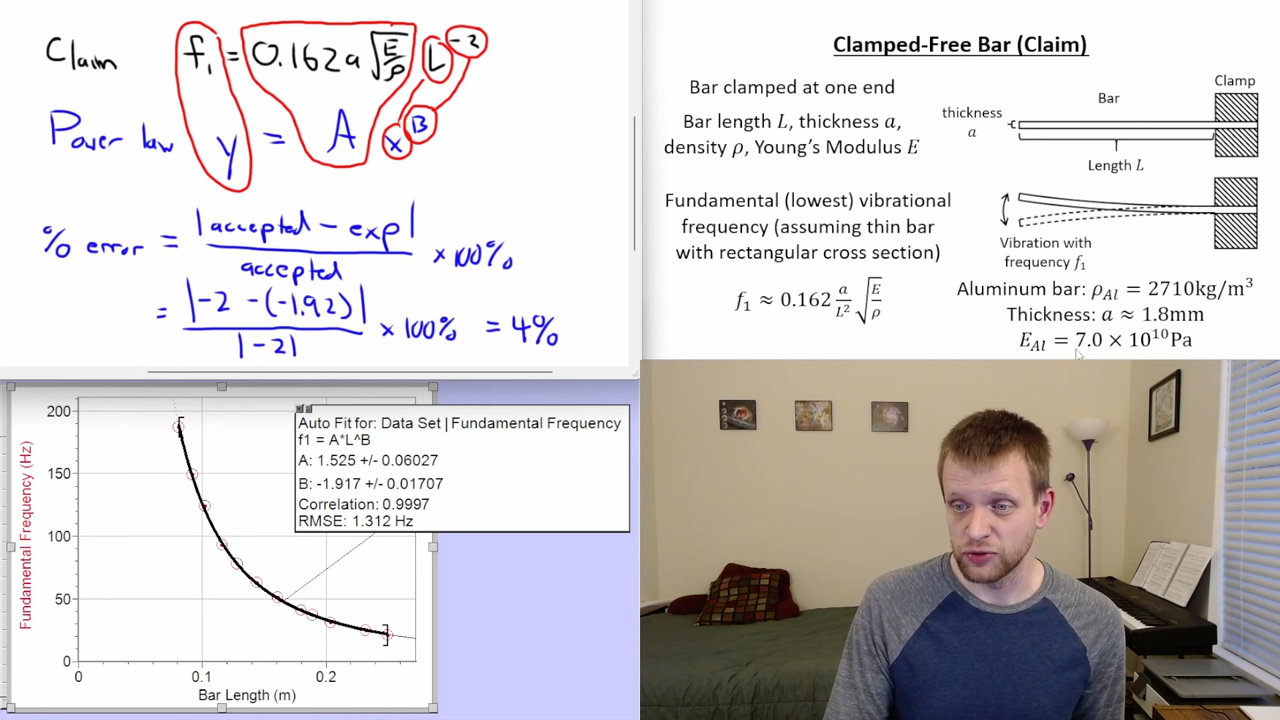 Claim f₁ = 0.162a √(E/ρ) L⁻²
Power law y = A x^B
% error = |accepted − exp| / accepted × 100%
= |−2 −(−1.92)| / |−2| × 100% = 4%
Clamped-Free Bar (Claim)
Bar clamped at one end
Bar length L, thickness a,
density ρ, Young's Modulus E
Fundamental (lowest) vibrational
frequency (assuming thin bar
with rectangular cross section)
f₁ ≈ 0.162 a/L² √(E/ρ)
Clamp
Bar
thickness
a
Length L
Vibration with
frequency f₁
Aluminum bar: ρ_Al = 2710kg/m³
Thickness: a ≈ 1.8mm
E_Al = 7.0 × 10¹⁰Pa
Fundamental Frequency (Hz)
200
150
100
50
0
0 0.1 0.2
Bar Length (m)
Auto Fit for: Data Set | Fundamental Frequency
f1 = A*L^B
A: 1.525 +/- 0.06027
B: -1.917 +/- 0.01707
Correlation: 0.9997
RMSE: 1.312 Hz